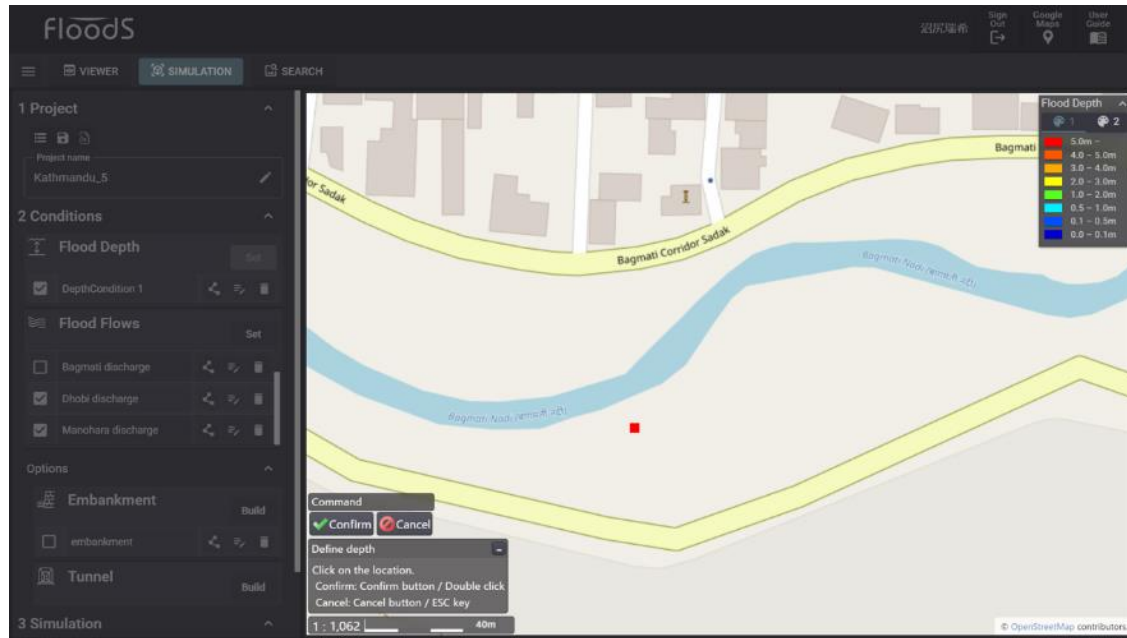 FloodS
沼尻瑞希
Sign Out
Google Maps
User Guide
VIEWER
SIMULATION
SEARCH
1 Project
Project name
Kathmandu_5
2 Conditions
Flood Depth
Set
DepthCondition 1
Flood Flows
Set
Bagmati discharge
Dhobi discharge
Manohara discharge
Options
Embankment
Build
embankment
Tunnel
Build
3 Simulation
or Sadak
Bagmati Corridor Sadak
Bagmati
Bagmati Nadi
Bagmati Nadi
Flood Depth
1
2
5.0m ~
4.0 ~ 5.0m
3.0 ~ 4.0m
2.0 ~ 3.0m
1.0 ~ 2.0m
0.5 ~ 1.0m
0.1 ~ 0.5m
0.0 ~ 0.1m
Command
Confirm
Cancel
Define depth
Click on the location.
Confirm: Confirm button / Double click
Cancel: Cancel button / ESC key
1 : 1,062
40m
© OpenStreetMap contributors.